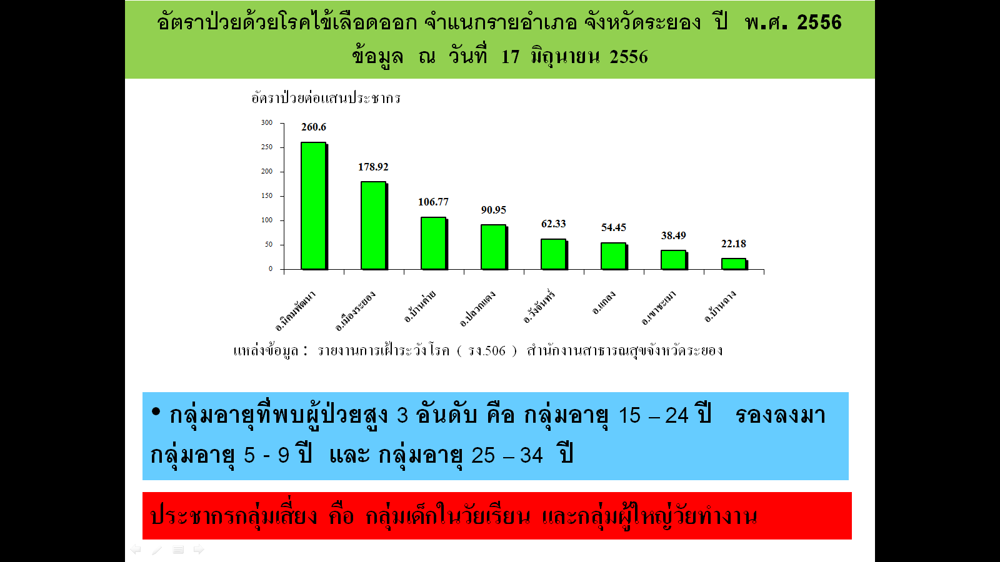 อัตราป่วยด้วยโรคไข้เลือดออก จำแนกรายอำเภอ จังหวัดระยอง ปี พ.ศ. 2556
ข้อมูล ณ วันที่ 17 มิถุนายน 2556
อัตราป่วยต่อแสนประชากร
300
250
200
150
100
50
0
260.6
178.92
106.77
90.95
62.33
54.45
38.49
22.18
อ.นิคมพัฒนา
อ.เมืองระยอง
อ.บ้านค่าย
อ.ปลวกแดง
อ.วังจันทร์
อ.แกลง
อ.เขาชะเมา
อ.บ้านฉาง
แหล่งข้อมูล : รายงานการเฝ้าระวังโรค ( รง.506 ) สำนักงานสาธารณสุขจังหวัดระยอง
• กลุ่มอายุที่พบผู้ป่วยสูง 3 อันดับ คือ กลุ่มอายุ 15 – 24 ปี รองลงมา
กลุ่มอายุ 5 - 9 ปี และ กลุ่มอายุ 25 – 34 ปี
ประชากรกลุ่มเสี่ยง คือ กลุ่มเด็กในวัยเรียน และกลุ่มผู้ใหญ่วัยทำงาน